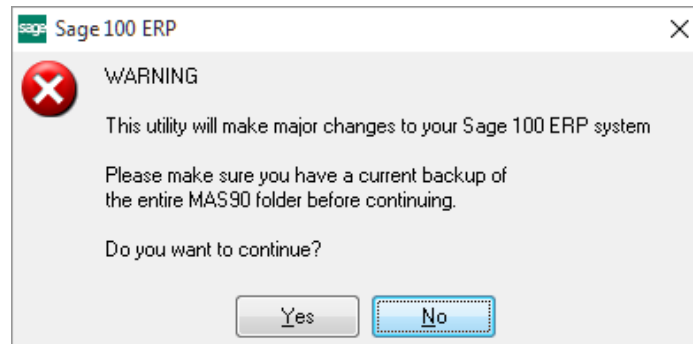 sage Sage 100 ERP
WARNING
This utility will make major changes to your Sage 100 ERP system
Please make sure you have a current backup of
the entire MAS90 folder before continuing.
Do you want to continue?
Yes No